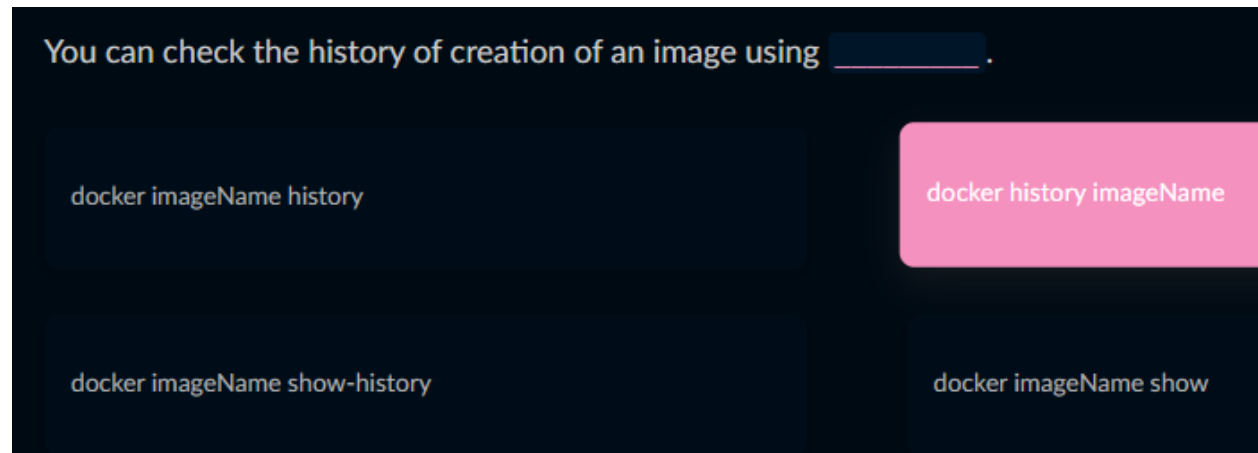 You can check the history of creation of an image using _________.
docker imageName history
docker history imageName
docker imageName show-history
docker imageName show